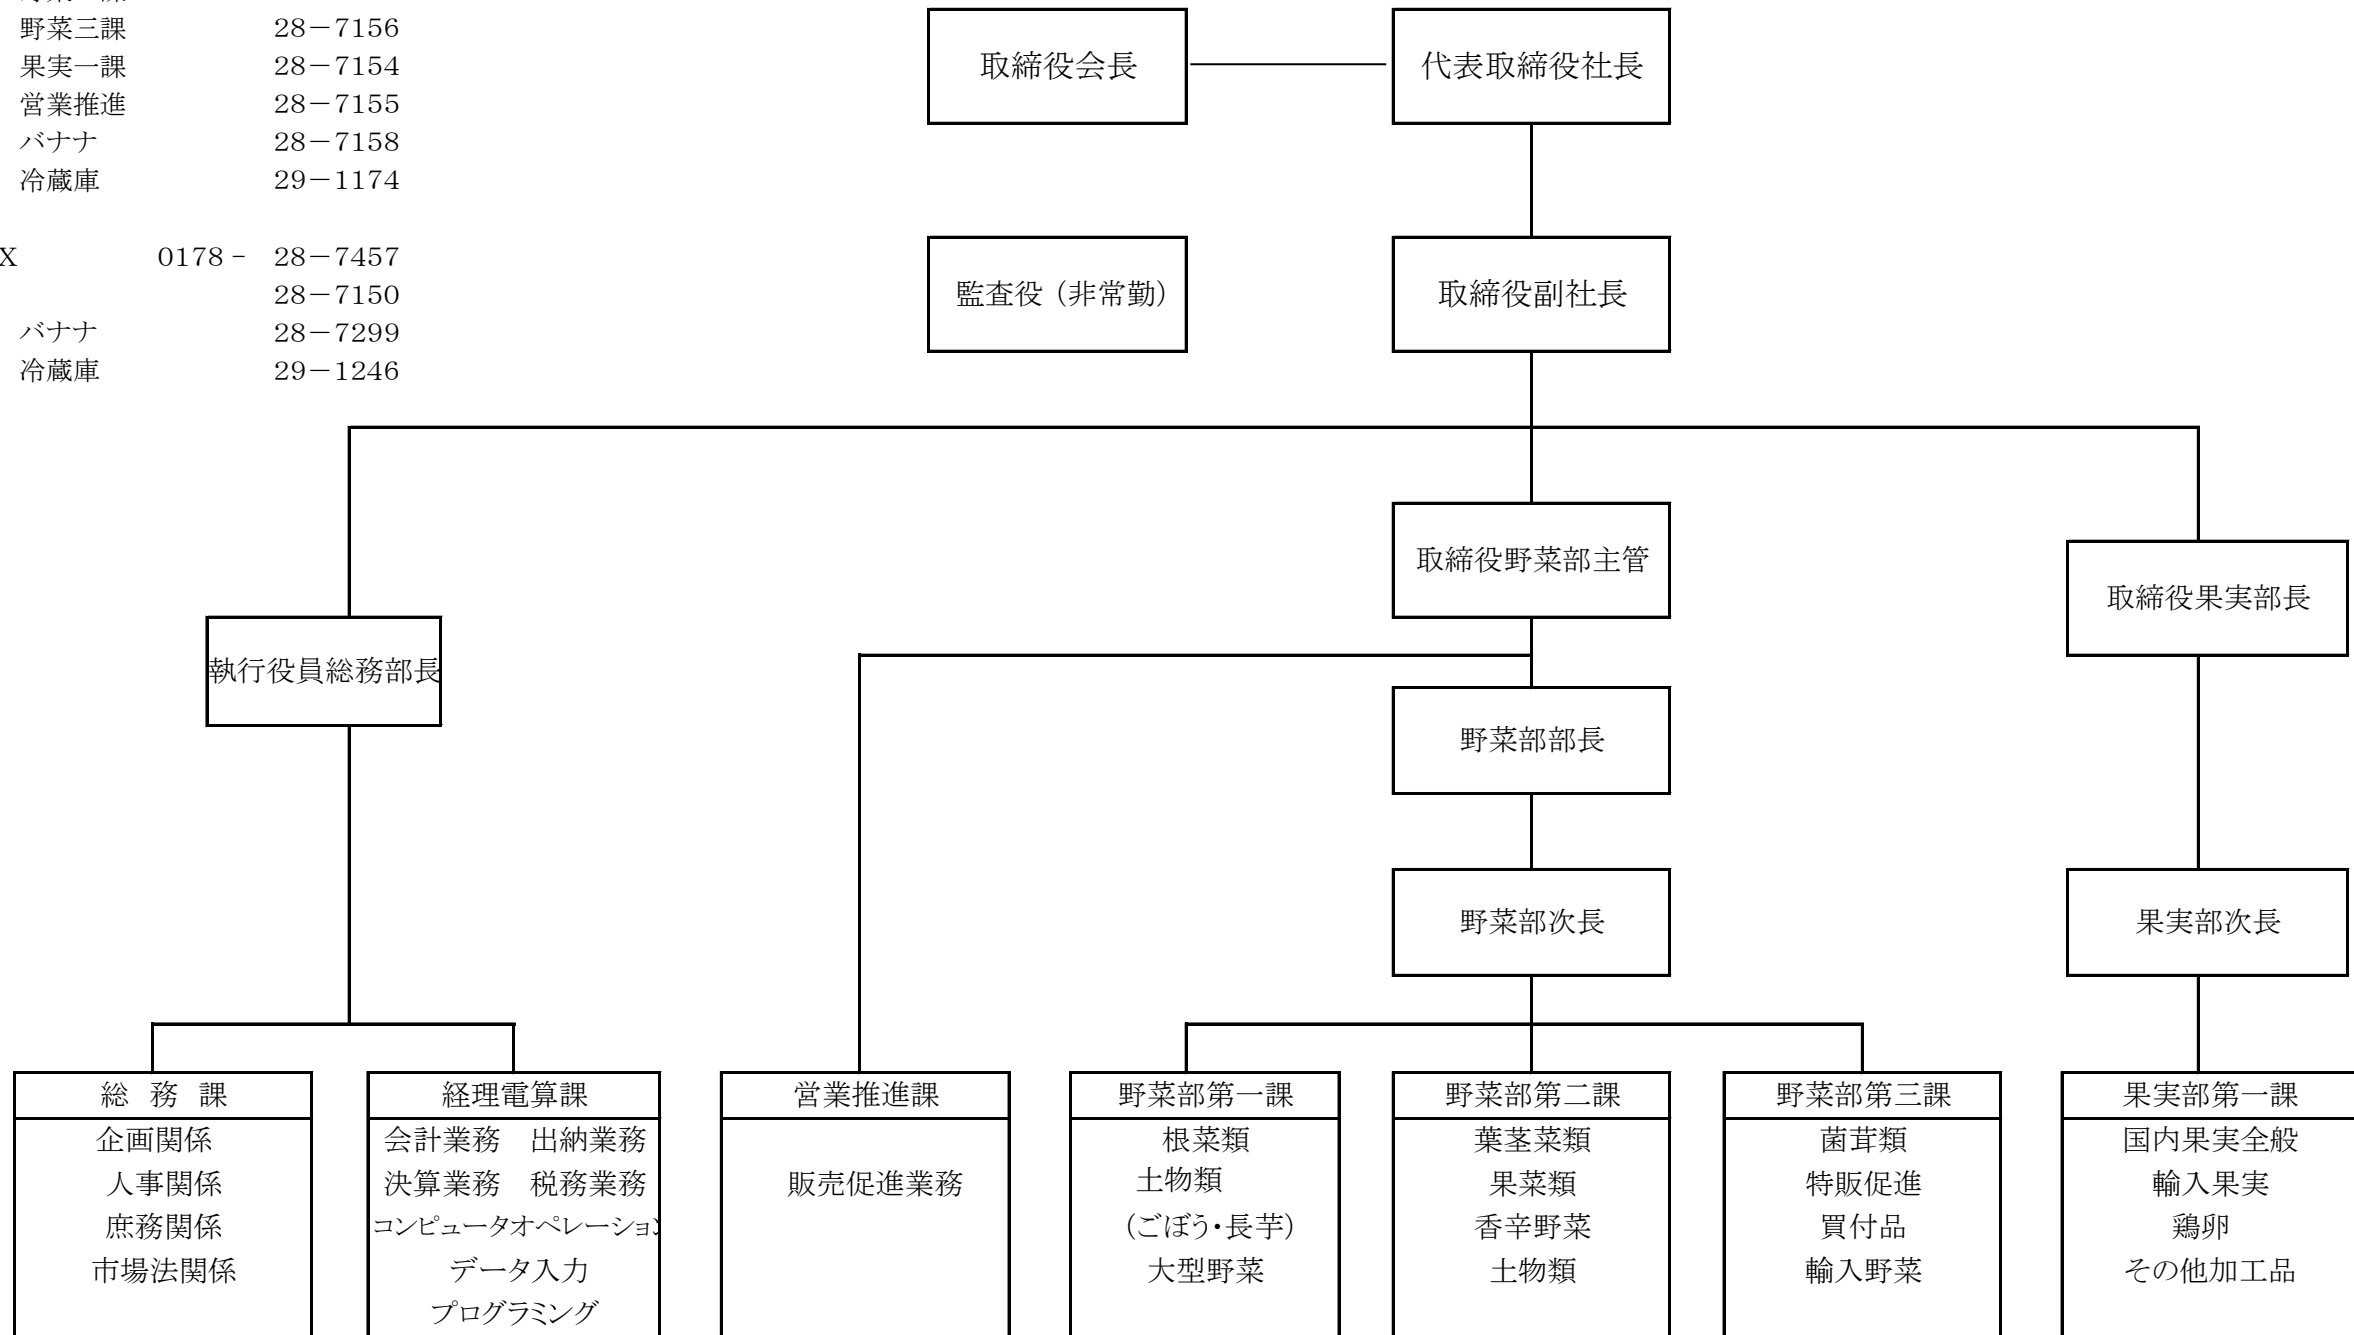 野菜三課 28－7156
果実一課 28－7154
営業推進 28－7155
バナナ 28－7158
冷蔵庫 29－1174
X 0178－ 28－7457
28－7150
バナナ 28－7299
冷蔵庫 29－1246
取締役会長
代表取締役社長
監査役（非常勤）
取締役副社長
取締役野菜部主管
取締役果実部長
執行役員総務部長
野菜部部長
野菜部次長
果実部次長
総 務 課
企画関係
人事関係
庶務関係
市場法関係
経理電算課
会計業務 出納業務
決算業務 税務業務
コンピュータオペレーション
データ入力
プログラミング
営業推進課
販売促進業務
野菜部第一課
根菜類
土物類
（ごぼう・長芋）
大型野菜
野菜部第二課
葉茎菜類
果菜類
香辛野菜
土物類
野菜部第三課
菌茸類
特販促進
買付品
輸入野菜
果実部第一課
国内果実全般
輸入果実
鶏卵
その他加工品